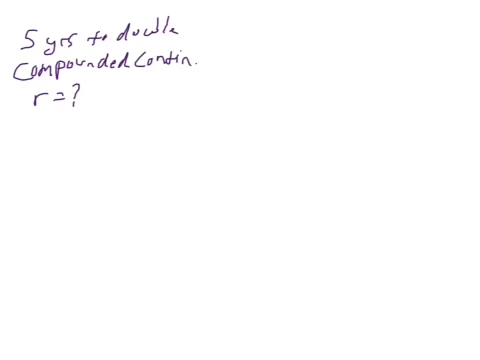 5 yrs to double
Compounded Contin.
r = ?